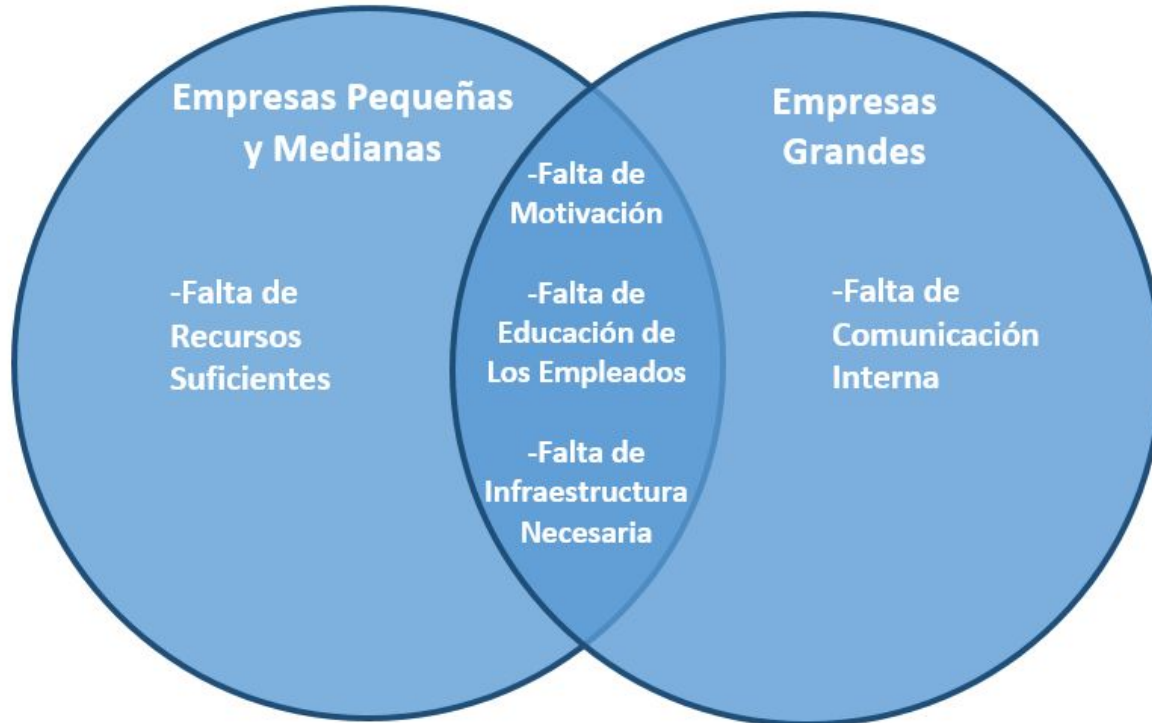 Empresas Pequeñas
y Medianas
-Falta de
Recursos
Suficientes
-Falta de
Motivación
-Falta de
Educación de
Los Empleados
-Falta de
Infraestructura
Necesaria
Empresas
Grandes
-Falta de
Comunicación
Interna